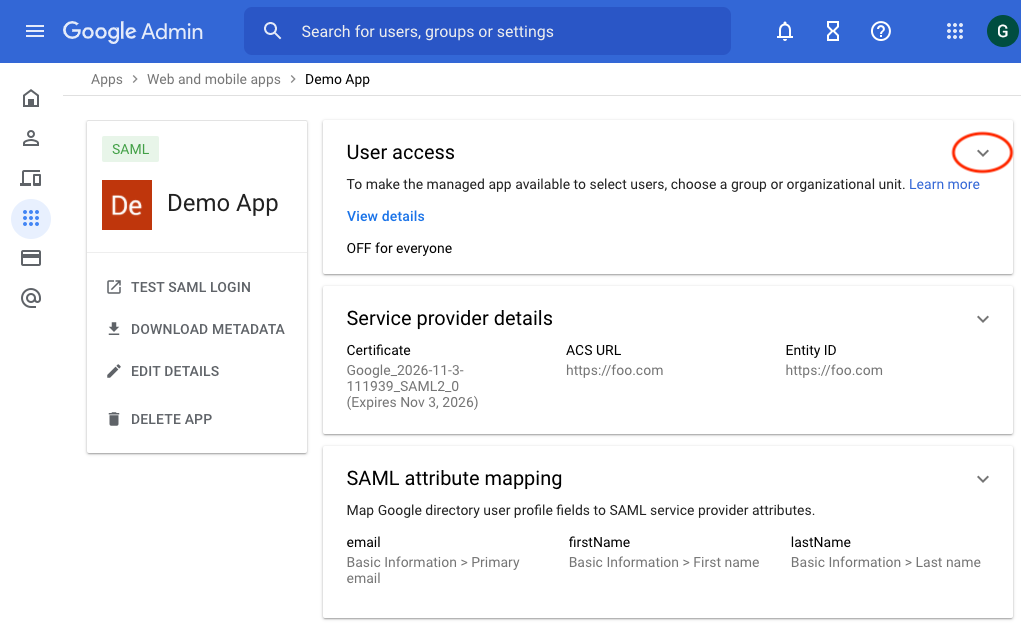 Google Admin
Search for users, groups or settings
G
Apps > Web and mobile apps > Demo App
SAML
De
Demo App
TEST SAML LOGIN
DOWNLOAD METADATA
EDIT DETAILS
DELETE APP
User access
To make the managed app available to select users, choose a group or organizational unit. Learn more
View details
OFF for everyone
Service provider details
Certificate
Google_2026-11-3-
111939_SAML2_0
(Expires Nov 3, 2026)
ACS URL
https://foo.com
Entity ID
https://foo.com
SAML attribute mapping
Map Google directory user profile fields to SAML service provider attributes.
email
Basic Information > Primary
email
firstName
Basic Information > First name
lastName
Basic Information > Last name